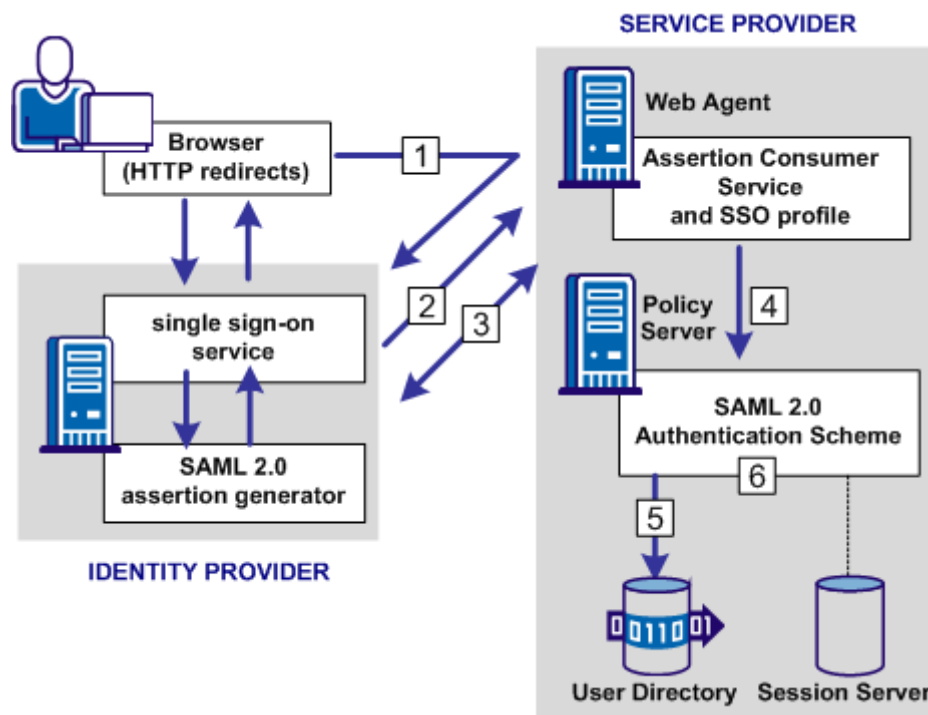 SERVICE PROVIDER
Web Agent
Browser
(HTTP redirects)
1
Assertion Consumer
Service
and SSO profile
2
3
4
single sign-on
service
Policy
Server
SAML 2.0
Authentication Scheme
SAML 2.0
assertion generator
6
5
IDENTITY PROVIDER
0 0110 01
User Directory
Session Server